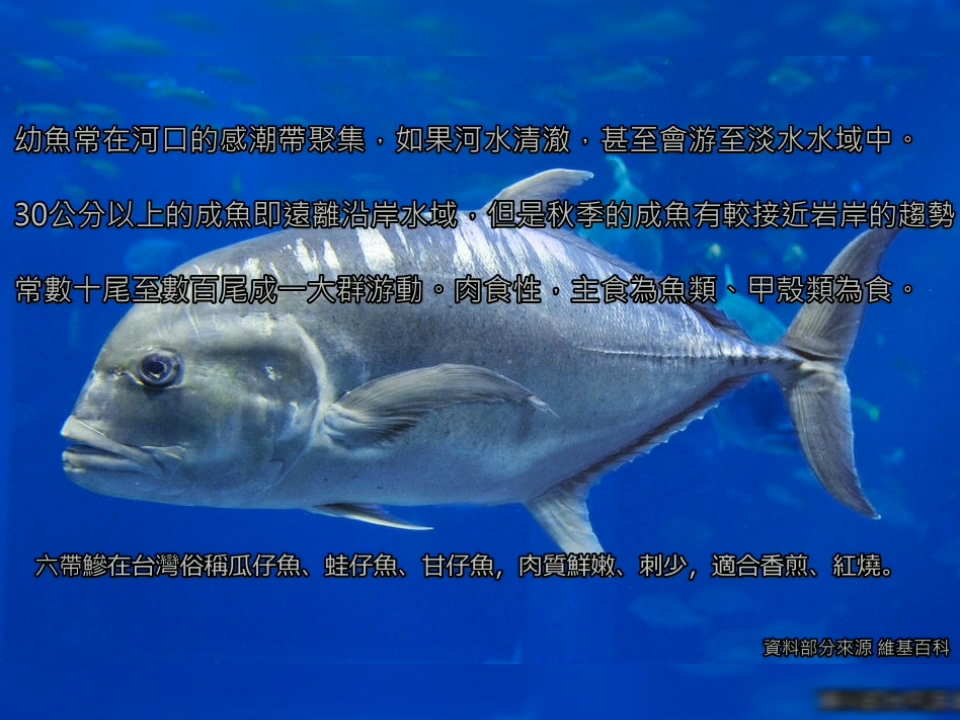 幼魚常在河口的感潮帶聚集，如果河水清澈，甚至會游至淡水水域中。
30公分以上的成魚即遠離沿岸水域，但是秋季的成魚有較接近岩岸的趨勢
常數十尾至數百尾成一大群游動。肉食性，主食為魚類、甲殼類為食。
六帶鰺在台灣俗稱瓜仔魚、蛙仔魚、甘仔魚，肉質鮮嫩、刺少，適合香煎、紅燒。
資料部分來源 維基百科